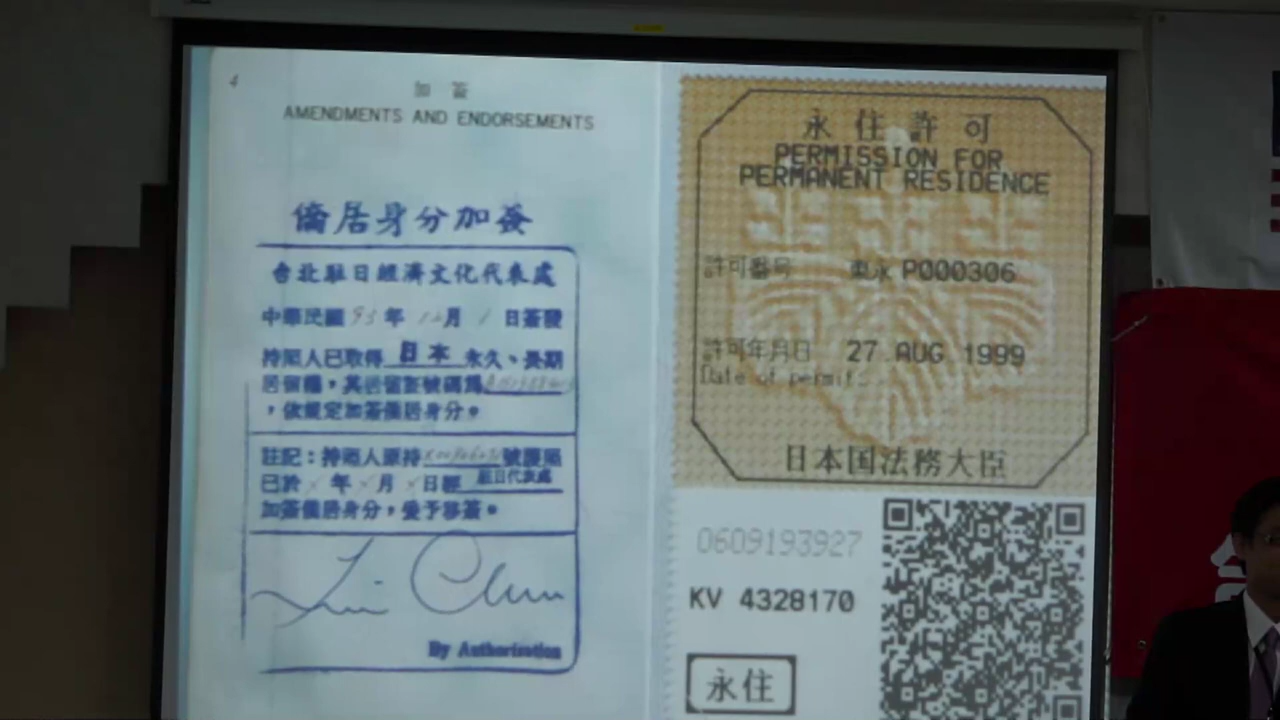 4
加簽
AMENDMENTS AND ENDORSEMENTS
僑居身分加簽
台北駐日經濟文化代表處
中華民國 95 年 12 月 1 日簽發
持照人已取得 日本 永久、長期
居留權,其居留證號碼為
,依規定加簽僑居身分。
註記:持照人原持 號護照
已於 年 月 日經 駐日代表處
加簽僑居身分,爰予移簽。
By Authorization
永住許可
PERMISSION FOR
PERMANENT RESIDENCE
許可番号 東永 P000306
許可年月日 27 AUG 1999
Date of permit
日本国法務大臣
0609193927
KV 4328170
永住